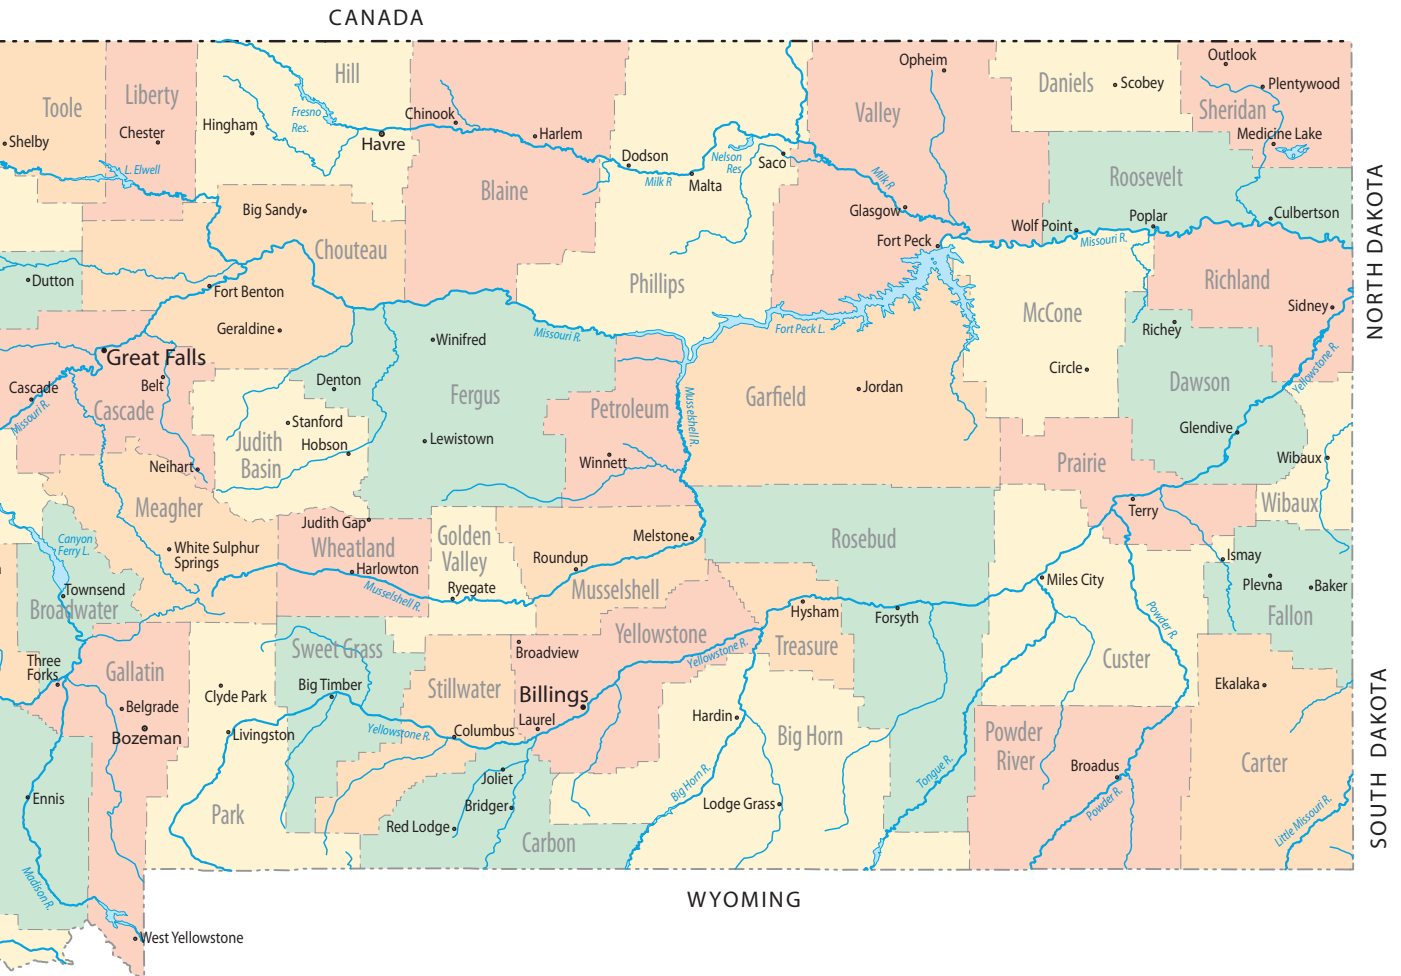 CANADA
Outlook
Opheim
Hill
Daniels
Scobey
Plentywood
Liberty
Toole
Sheridan
Fresno
Res.
Chinook
Valley
Hingham
Chester
Harlem
Medicine Lake
Shelby
Havre
Dodson
Nelson
Res.
Saco
L. Elwell
Milk R
Malta
Milk R
Roosevelt
Blaine
Big Sandy
Glasgow
Poplar
Culbertson
Wolf Point
Missouri R.
Fort Peck
NORTH DAKOTA
Chouteau
Dutton
Fort Benton
Phillips
Richland
Sidney
McCone
Geraldine
Winifred
Missouri R.
Fort Peck L.
Richey
Great Falls
Circle
Yellowstone R.
Cascade
Belt
Denton
Fergus
Garfield
Jordan
Dawson
Missouri R.
Cascade
Stanford
Petroleum
Musselshell R.
Judith
Basin
Hobson
Lewistown
Glendive
Neihart
Winnett
Prairie
Wibaux
Meagher
Wibaux
Terry
Judith Gap
Canyon
Ferry L.
Wheatland
Golden
Valley
Melstone
Rosebud
White Sulphur
Springs
Harlowton
Roundup
Ismay
Townsend
Broadwater
Musselshell R.
Ryegate
Musselshell
Miles City
Plevna
Baker
Hysham
Forsyth
Powder R.
Fallon
Three
Forks
Gallatin
Sweet Grass
Broadview
Yellowstone
Yellowstone R.
Treasure
Custer
Big Timber
Clyde Park
Stillwater
Billings
Ekalaka
SOUTH DAKOTA
Belgrade
Bozeman
Livingston
Yellowstone R.
Columbus
Laurel
Hardin
Big Horn
Powder
River
Broadus
Carter
Joliet
Big Horn R.
Tongue R.
Ennis
Park
Bridger
Lodge Grass
Powder R.
Little Missouri R.
Red Lodge
Carbon
Madison R.
WYOMING
West Yellowstone